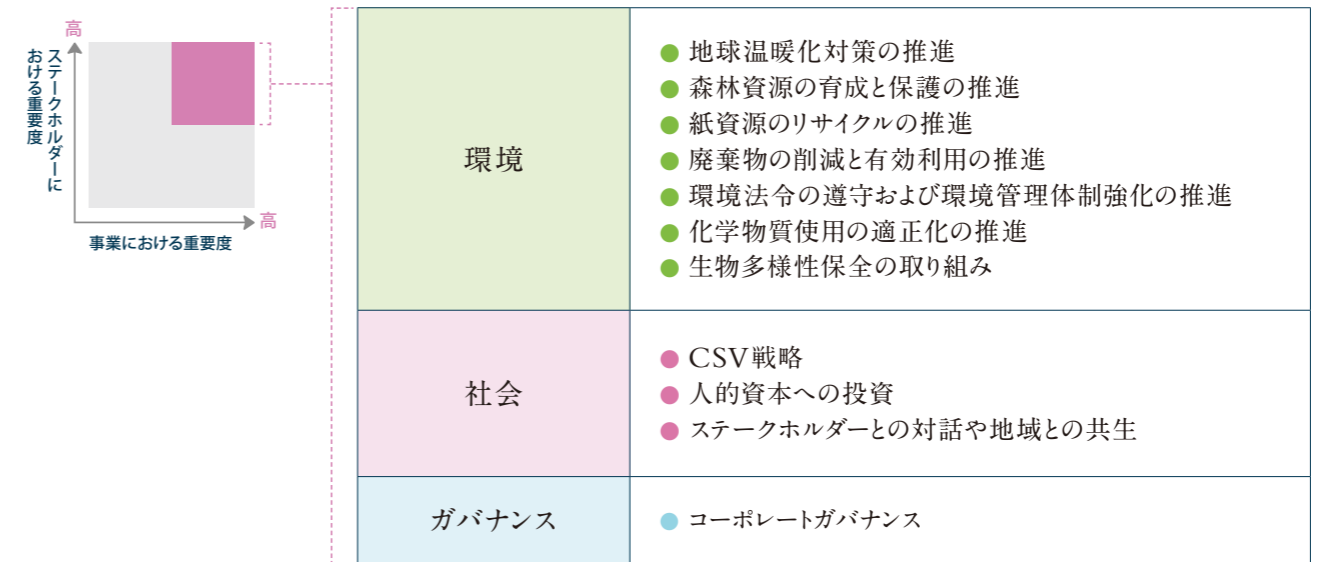 高
ステークホルダーに
おける重要度
高
事業における重要度
環境
● 地球温暖化対策の推進
● 森林資源の育成と保護の推進
● 紙資源のリサイクルの推進
● 廃棄物の削減と有効利用の推進
● 環境法令の遵守および環境管理体制強化の推進
● 化学物質使用の適正化の推進
● 生物多様性保全の取り組み
社会
● CSV戦略
● 人的資本への投資
● ステークホルダーとの対話や地域との共生
ガバナンス
● コーポレートガバナンス